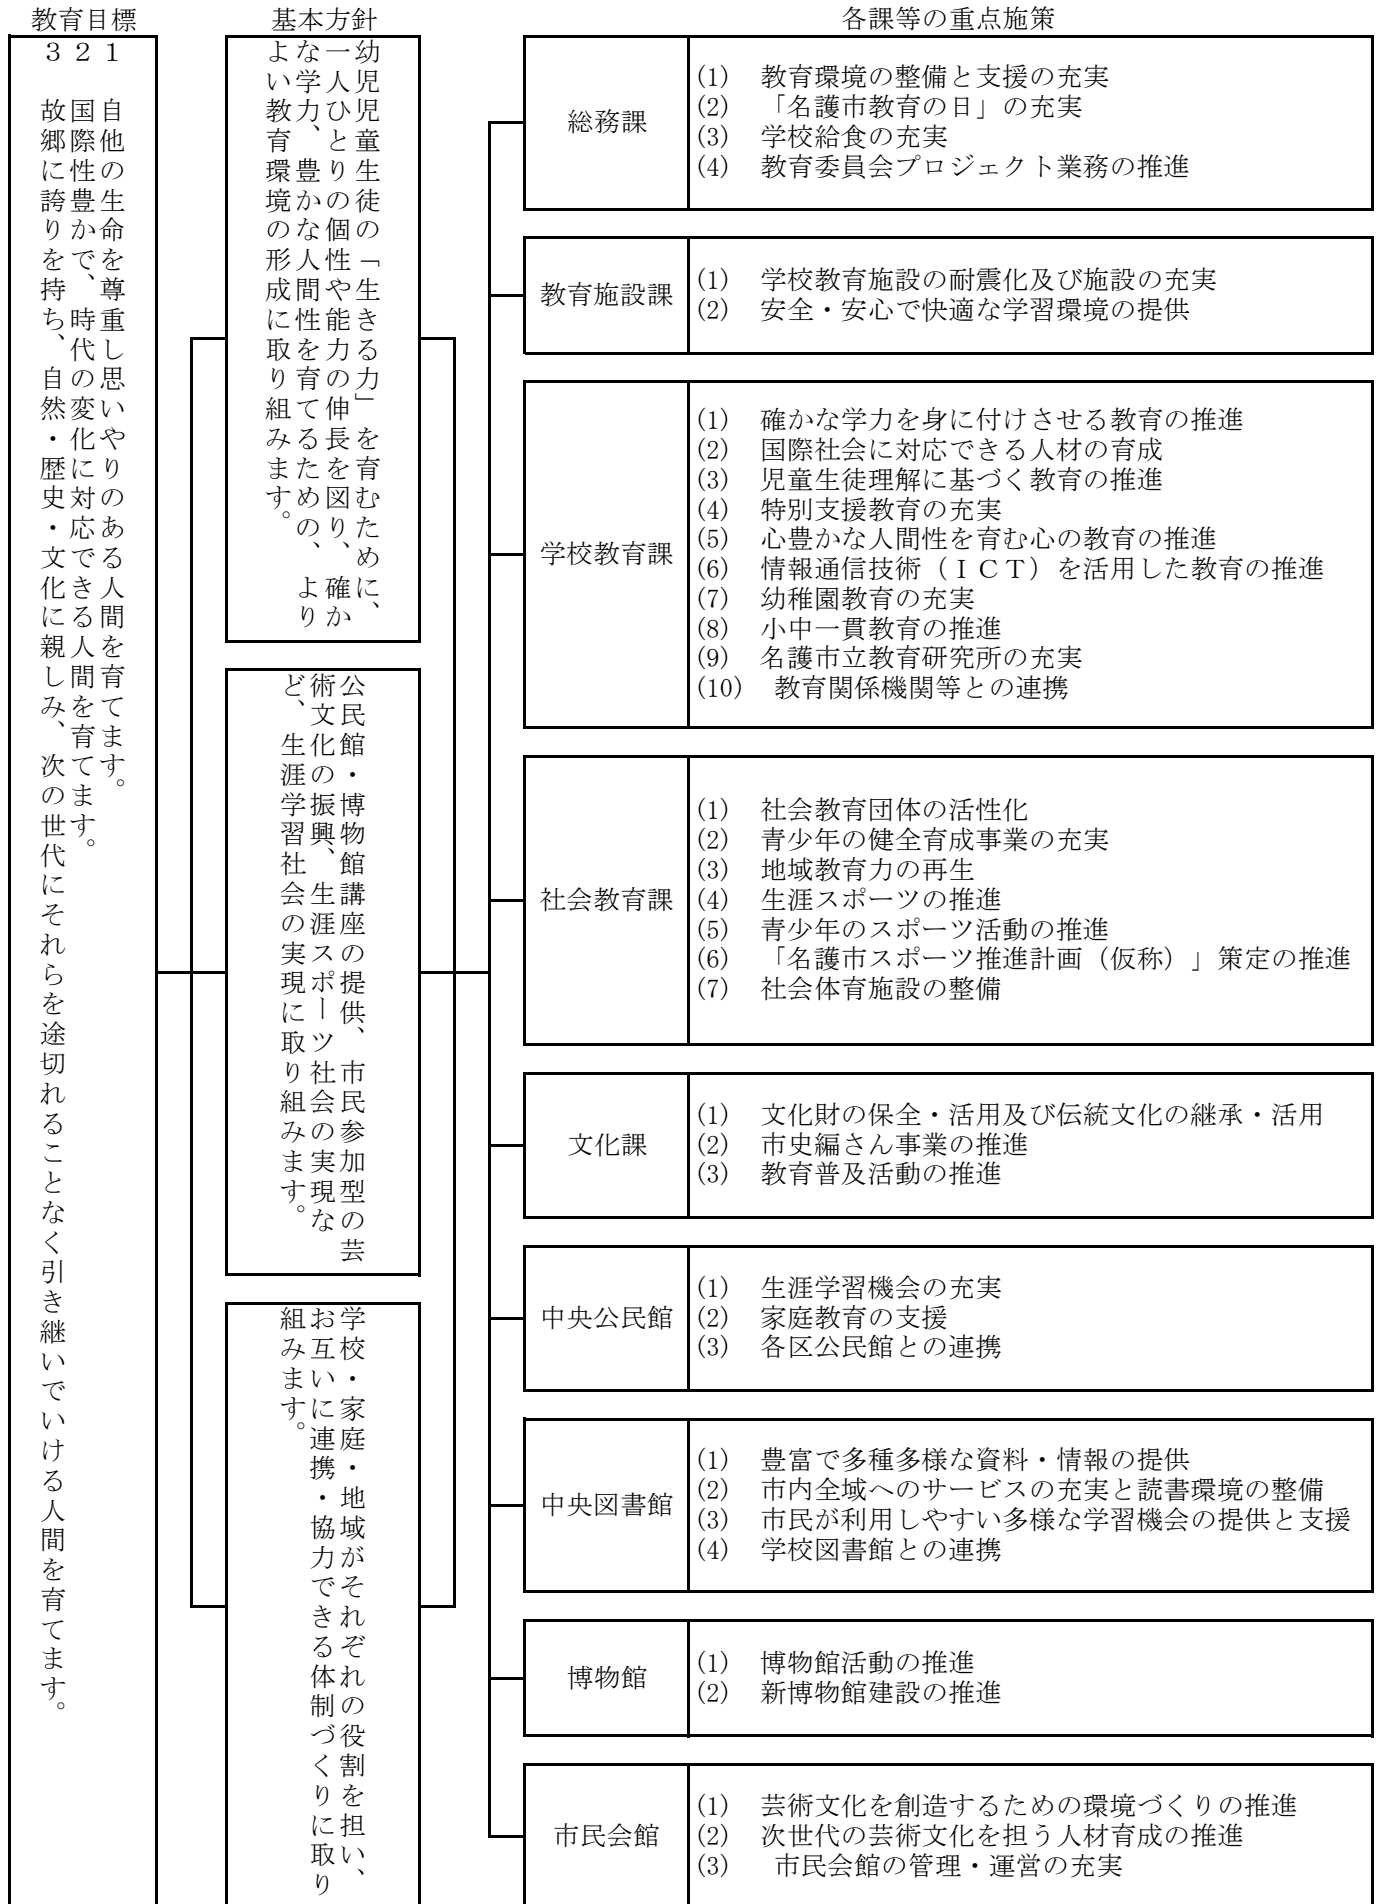 教育目標
基本方針
各課等の重点施策
１　自他の生命を尊重し思いやりのある人間を育てます。
２　国際性豊かで、時代の変化に対応できる人間を育てます。
３　故郷に誇りを持ち、自然・歴史・文化に親しみ、次の世代にそれらを途切れることなく引き継いでいける人間を育てます。
幼児児童生徒の「生きる力」を育むために、
一人ひとりの個性や能力の伸長を図り、確か
な学力、豊かな人間性を育てるための、より
よい教育環境の形成に取り組みます。
公民館・博物館講座の提供、市民参加型の芸
術文化の振興、生涯スポーツ社会の実現な
ど、生涯学習社会の実現に取り組みます。
学校・家庭・地域がそれぞれの役割を担い、
お互いに連携・協力できる体制づくりに取り
組みます。
総務課
(1)　教育環境の整備と支援の充実
(2)　「名護市教育の日」の充実
(3)　学校給食の充実
(4)　教育委員会プロジェクト業務の推進
教育施設課
(1)　学校教育施設の耐震化及び施設の充実
(2)　安全・安心で快適な学習環境の提供
学校教育課
(1)　確かな学力を身に付けさせる教育の推進
(2)　国際社会に対応できる人材の育成
(3)　児童生徒理解に基づく教育の推進
(4)　特別支援教育の充実
(5)　心豊かな人間性を育む心の教育の推進
(6)　情報通信技術（ＩＣＴ）を活用した教育の推進
(7)　幼稚園教育の充実
(8)　小中一貫教育の推進
(9)　名護市立教育研究所の充実
(10)　教育関係機関等との連携
社会教育課
(1)　社会教育団体の活性化
(2)　青少年の健全育成事業の充実
(3)　地域教育力の再生
(4)　生涯スポーツの推進
(5)　青少年のスポーツ活動の推進
(6)　「名護市スポーツ推進計画（仮称）」策定の推進
(7)　社会体育施設の整備
文化課
(1)　文化財の保全・活用及び伝統文化の継承・活用
(2)　市史編さん事業の推進
(3)　教育普及活動の推進
中央公民館
(1)　生涯学習機会の充実
(2)　家庭教育の支援
(3)　各区公民館との連携
中央図書館
(1)　豊富で多種多様な資料・情報の提供
(2)　市内全域へのサービスの充実と読書環境の整備
(3)　市民が利用しやすい多様な学習機会の提供と支援
(4)　学校図書館との連携
博物館
(1)　博物館活動の推進
(2)　新博物館建設の推進
市民会館
(1)　芸術文化を創造するための環境づくりの推進
(2)　次世代の芸術文化を担う人材育成の推進
(3)　市民会館の管理・運営の充実